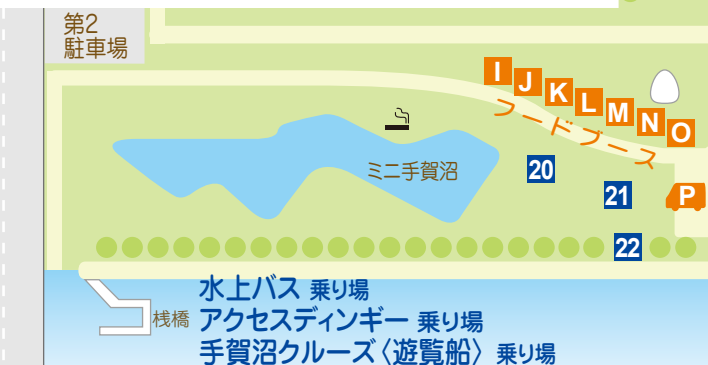 第2
駐車場
I J K L M N O
フードブース
ミニ手賀沼
20
21
P
22
桟橋
水上バス 乗り場
アクセスディンギー 乗り場
手賀沼クルーズ〈遊覧船〉 乗り場